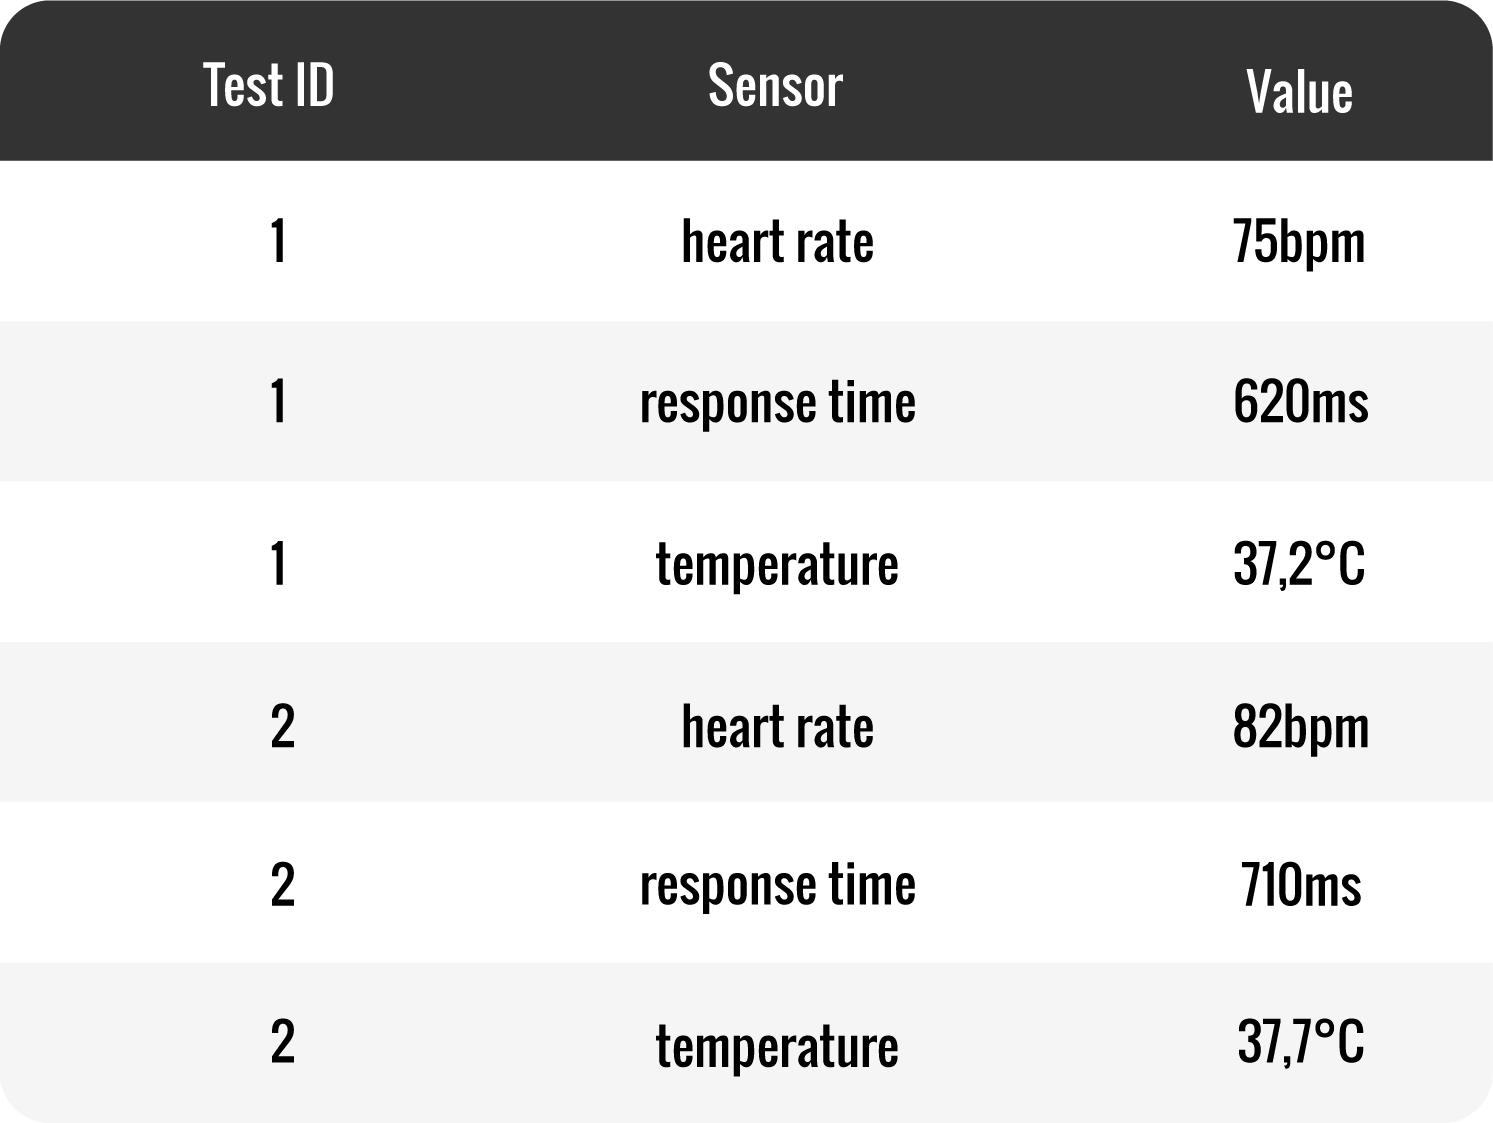 Test ID Sensor Value
1 heart rate 75bpm
1 response time 620ms
1 temperature 37,2°C
2 heart rate 82bpm
2 response time 710ms
2 temperature 37,7°C